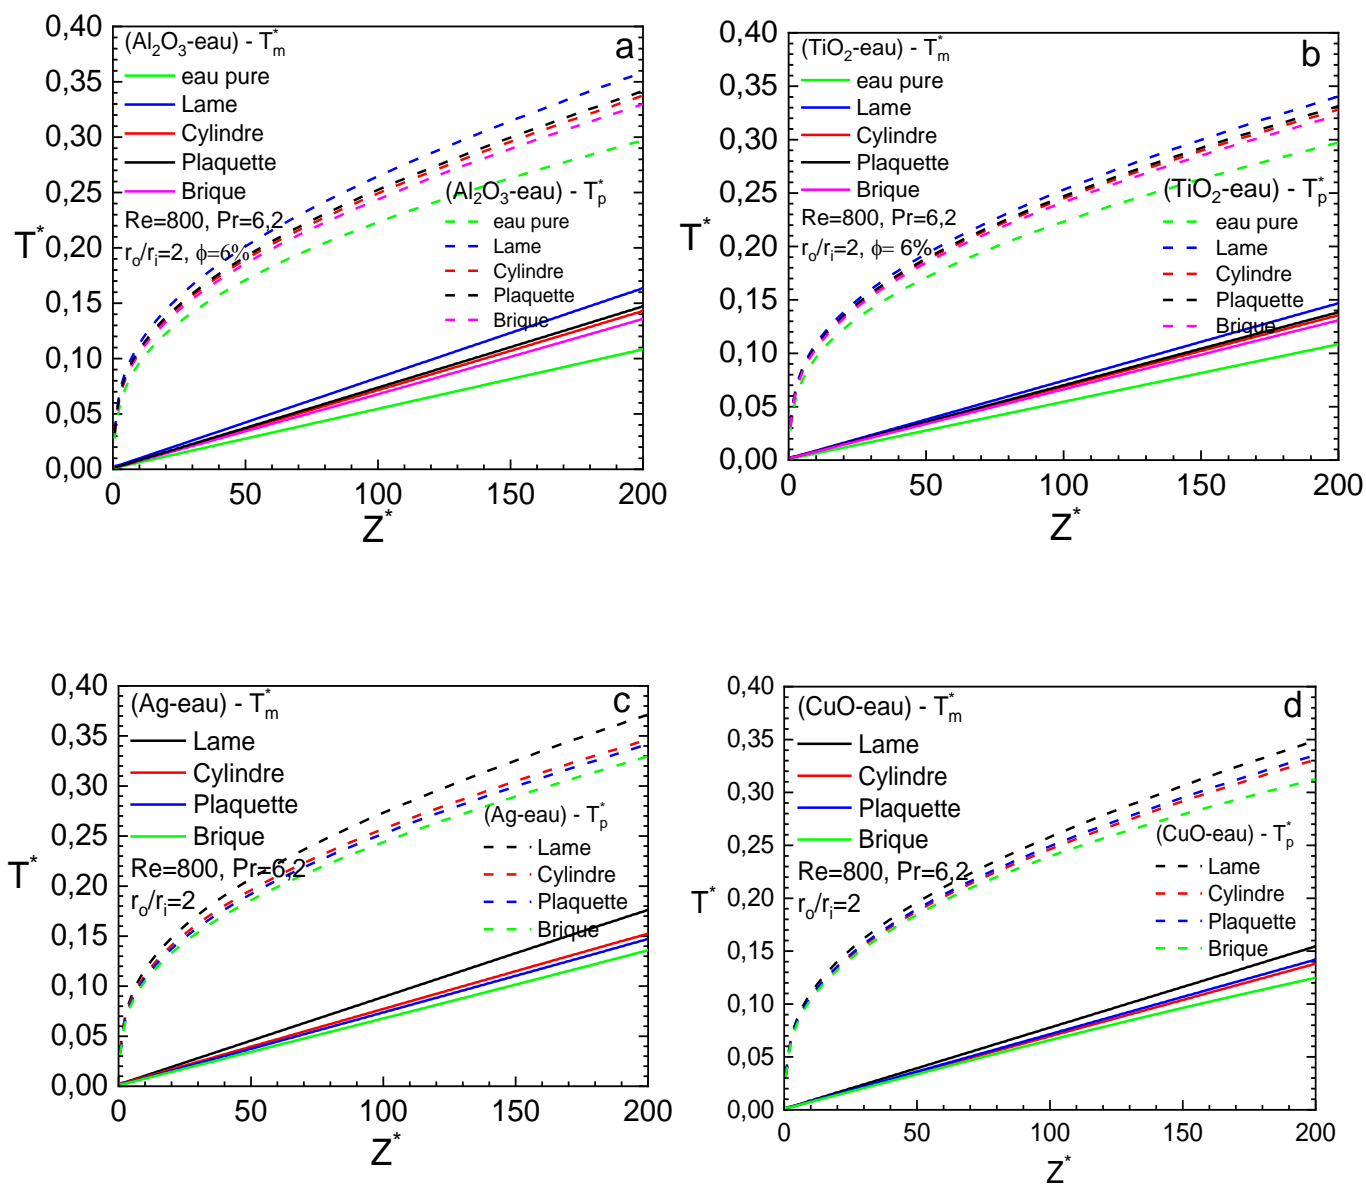 a
(Al₂O₃-eau) - T*ₘ
eau pure
Lame
Cylindre
Plaquette
Brique
Re=800, Pr=6,2
rₒ/rᵢ=2, ϕ=6%
(Al₂O₃-eau) - T*ₚ
eau pure
Lame
Cylindre
Plaquette
Brique
0,40
0,35
0,30
0,25
0,20
0,15
0,10
0,05
0,00
T*
0 50 100 150 200
Z*
b
(TiO₂-eau) - T*ₘ
eau pure
Lame
Cylindre
Plaquette
Brique
Re=800, Pr=6,2
rₒ/rᵢ=2, ϕ= 6%
(TiO₂-eau) - T*ₚ
eau pure
Lame
Cylindre
Plaquette
Brique
0,40
0,35
0,30
0,25
0,20
0,15
0,10
0,05
0,00
T*
0 50 100 150 200
Z*
c
(Ag-eau) - T*ₘ
Lame
Cylindre
Plaquette
Brique
Re=800, Pr=6,2
rₒ/rᵢ=2
(Ag-eau) - T*ₚ
Lame
Cylindre
Plaquette
Brique
0,40
0,35
0,30
0,25
0,20
0,15
0,10
0,05
0,00
T*
0 50 100 150 200
Z*
d
(CuO-eau) - T*ₘ
Lame
Cylindre
Plaquette
Brique
Re=800, Pr=6,2
rₒ/rᵢ=2
(CuO-eau) - T*ₚ
Lame
Cylindre
Plaquette
Brique
0,40
0,35
0,30
0,25
0,20
0,15
0,10
0,05
0,00
T*
0 50 100 150 200
Z*